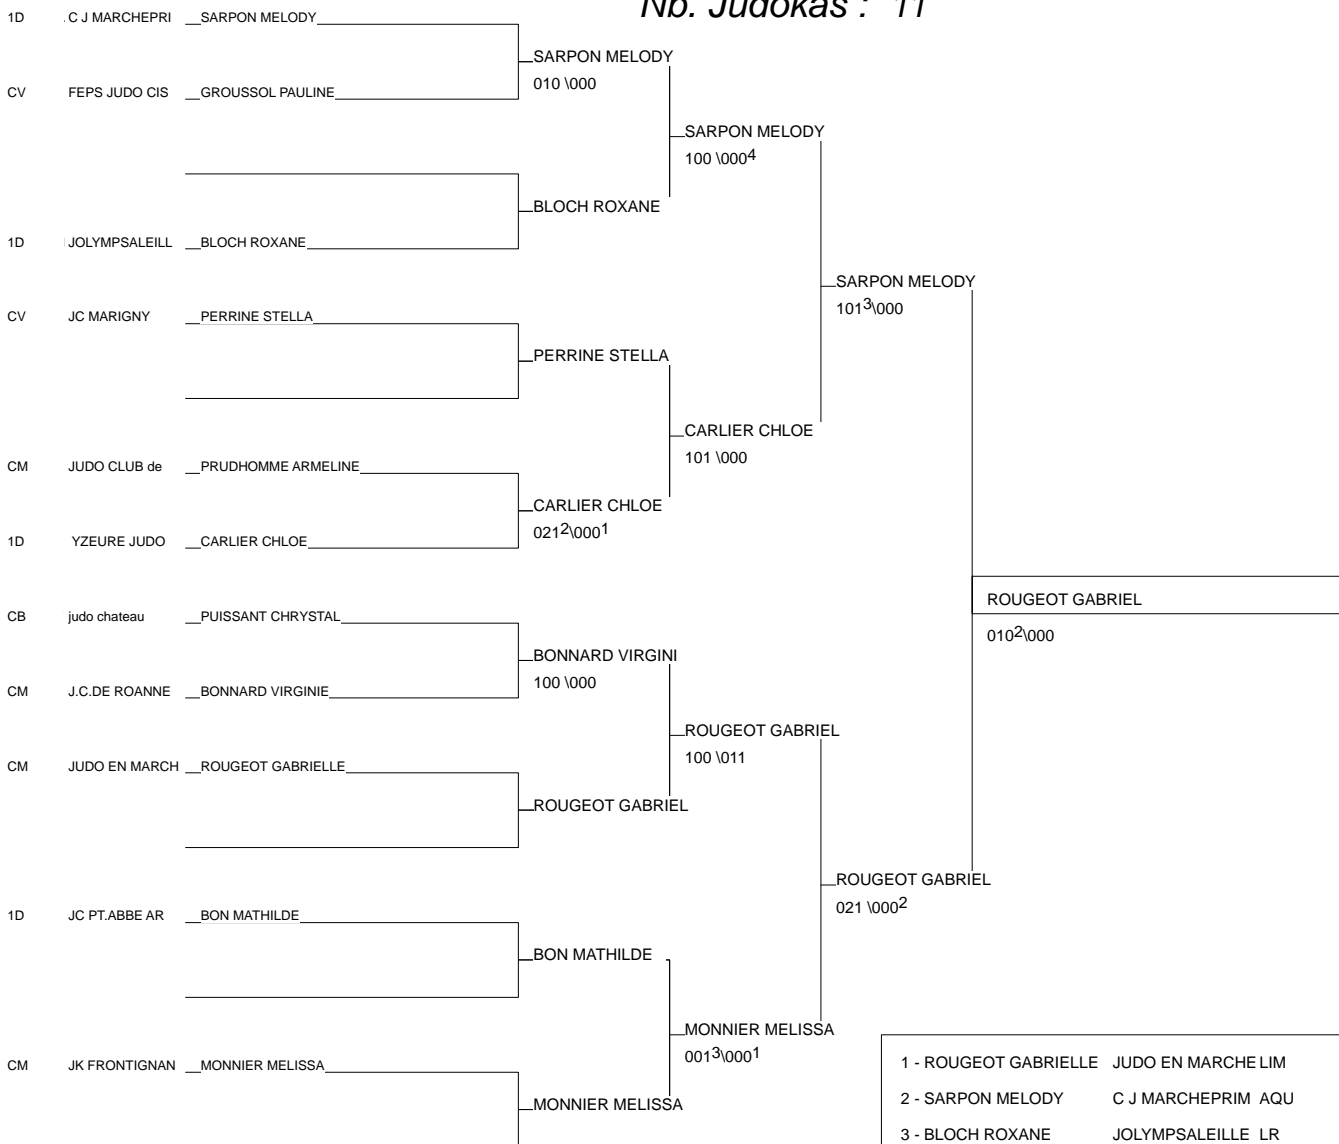 Nb. Judokas : 11
1D C J MARCHEPRI SARPON MELODY
SARPON MELODY
CV FEPS JUDO CIS GROUSSOL PAULINE
010 \000
SARPON MELODY
100 \000⁴
BLOCH ROXANE
1D JOLYMPSALEILL BLOCH ROXANE
SARPON MELODY
101³\000
CV JC MARIGNY PERRINE STELLA
PERRINE STELLA
CARLIER CHLOE
101 \000
CM JUDO CLUB de PRUDHOMME ARMELINE
CARLIER CHLOE
021²\000¹
1D YZEURE JUDO CARLIER CHLOE
ROUGEOT GABRIEL
010²\000
CB judo chateau PUISSANT CHRYSTAL
BONNARD VIRGINI
100 \000
CM J.C.DE ROANNE BONNARD VIRGINIE
ROUGEOT GABRIEL
100 \011
CM JUDO EN MARCH ROUGEOT GABRIELLE
ROUGEOT GABRIEL
ROUGEOT GABRIEL
021 \000²
1D JC PT.ABBE AR BON MATHILDE
BON MATHILDE
MONNIER MELISSA
001³\000¹
CM JK FRONTIGNAN MONNIER MELISSA
MONNIER MELISSA
1 - ROUGEOT GABRIELLE JUDO EN MARCHE LIM
2 - SARPON MELODY C J MARCHEPRIM AQU
3 - BLOCH ROXANE JOLYMPSALEILLE LR